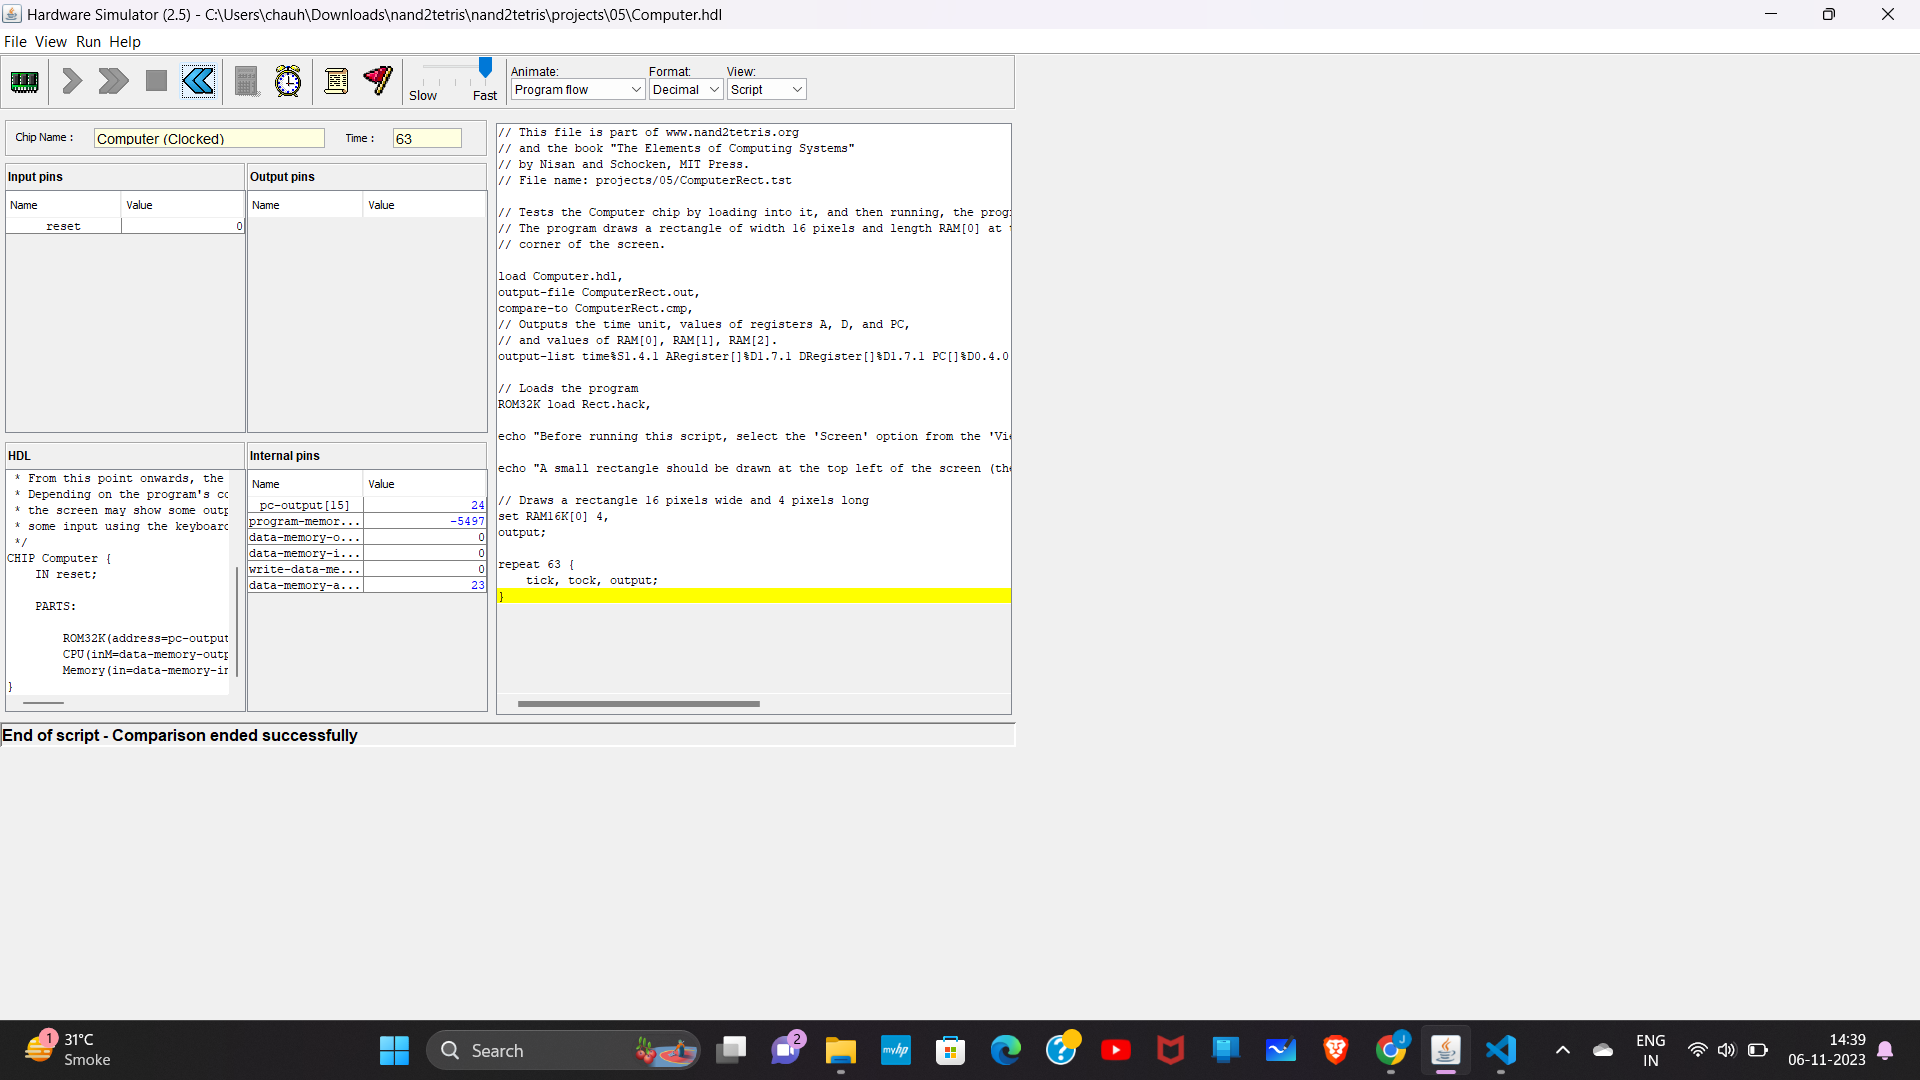 Hardware Simulator (2.5) - C:\Users\chauh\Downloads\nand2tetris\nand2tetris\projects\05\Computer.hdl
File View Run Help
Slow Fast
Animate: Format: View:
Program flow Decimal Script
Chip Name : Computer (Clocked) Time : 63
Input pins
Name Value
reset 0
Output pins
Name Value
HDL
* From this point onwards, the
* Depending on the program's co
* the screen may show some outp
* some input using the keyboard
*/
CHIP Computer {
IN reset;
PARTS:
ROM32K(address=pc-output
CPU(inM=data-memory-outp
Memory(in=data-memory-in
}
Internal pins
Name Value
pc-output[15] 24
program-memor... -5497
data-memory-o... 0
data-memory-i... 0
write-data-me... 0
data-memory-a... 23
// This file is part of www.nand2tetris.org
// and the book "The Elements of Computing Systems"
// by Nisan and Schocken, MIT Press.
// File name: projects/05/ComputerRect.tst
// Tests the Computer chip by loading into it, and then running, the prog
// The program draws a rectangle of width 16 pixels and length RAM[0] at t
// corner of the screen.
load Computer.hdl,
output-file ComputerRect.out,
compare-to ComputerRect.cmp,
// Outputs the time unit, values of registers A, D, and PC,
// and values of RAM[0], RAM[1], RAM[2].
output-list time%S1.4.1 ARegister[]%D1.7.1 DRegister[]%D1.7.1 PC[]%D0.4.0
// Loads the program
ROM32K load Rect.hack,
echo "Before running this script, select the 'Screen' option from the 'Vie
echo "A small rectangle should be drawn at the top left of the screen (the
// Draws a rectangle 16 pixels wide and 4 pixels long
set RAM16K[0] 4,
output;
repeat 63 {
tick, tock, output;
}
End of script - Comparison ended successfully
1
31°C
Smoke
Search
2
myhp
J
ENG
IN
14:39
06-11-2023